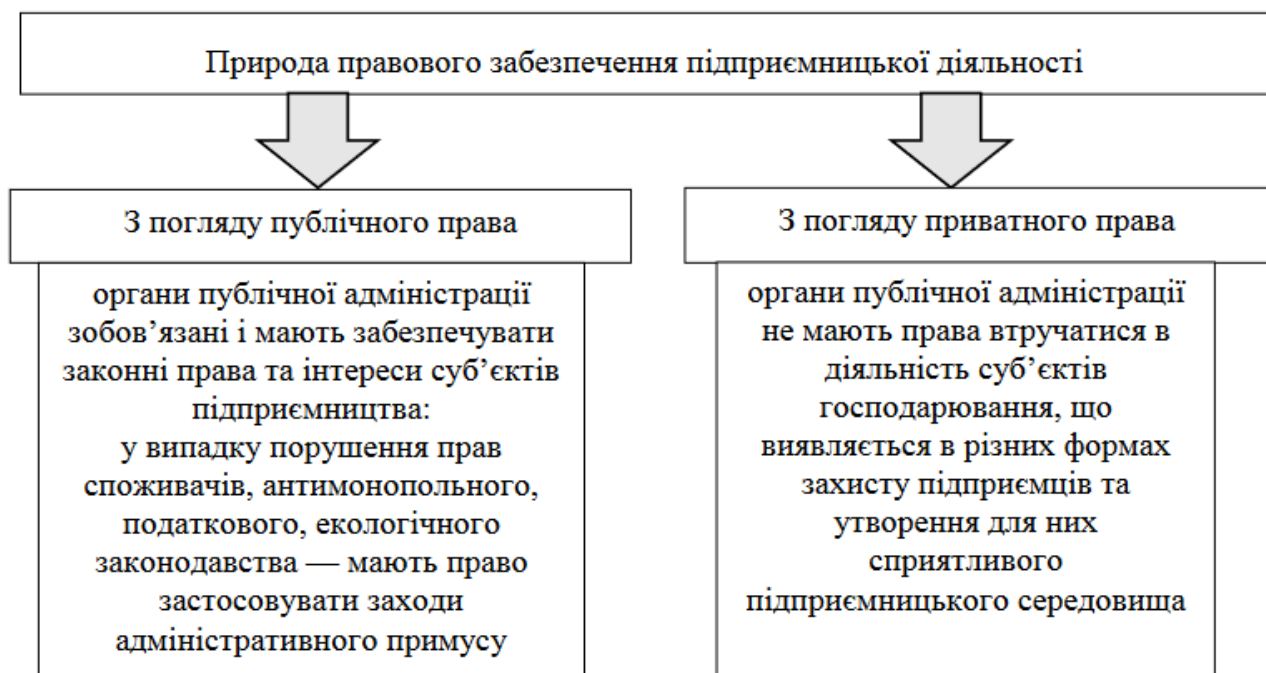 Природа правового забезпечення підприємницької діяльності
З погляду публічного права
органи публічної адміністрації
зобов’язані і мають забезпечувати
законні права та інтереси суб’єктів
підприємництва:
у випадку порушення прав
споживачів, антимонопольного,
податкового, екологічного
законодавства — мають право
застосовувати заходи
адміністративного примусу
З погляду приватного права
органи публічної адміністрації
не мають права втручатися в
діяльність суб’єктів
господарювання, що
виявляється в різних формах
захисту підприємців та
утворення для них
сприятливого
підприємницького середовища